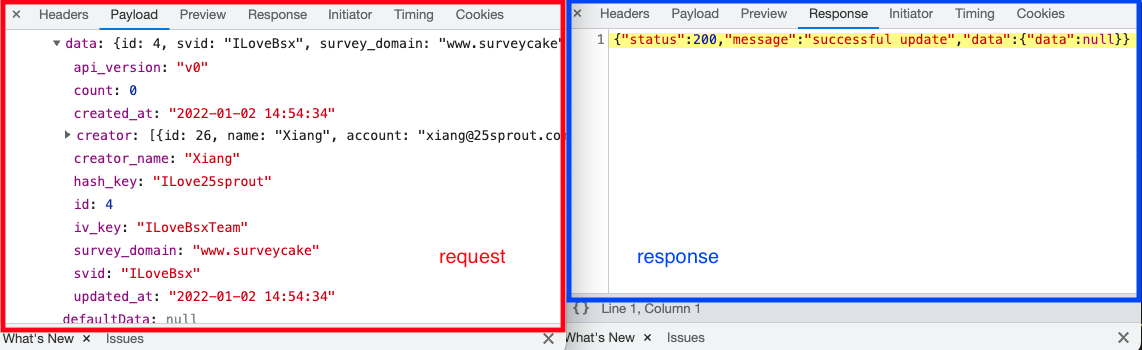 × Headers Payload Preview Response Initiator Timing Cookies
▼ data: {id: 4, svid: "ILoveBsx", survey_domain: "www.surveycake"
api_version: "v0"
count: 0
created_at: "2022-01-02 14:54:34"
▶ creator: [{id: 26, name: "Xiang", account: "xiang@25sprout.co
creator_name: "Xiang"
hash_key: "ILove25sprout"
id: 4
iv_key: "ILoveBsxTeam"
survey_domain: "www.surveycake"
svid: "ILoveBsx"
updated_at: "2022-01-02 14:54:34"
defaultData: null
request
What's New × Issues ×
× Headers Payload Preview Response Initiator Timing Cookies
1 {"status":200,"message":"successful update","data":{"data":null}}
response
{} Line 1, Column 1
What's New × Issues ×